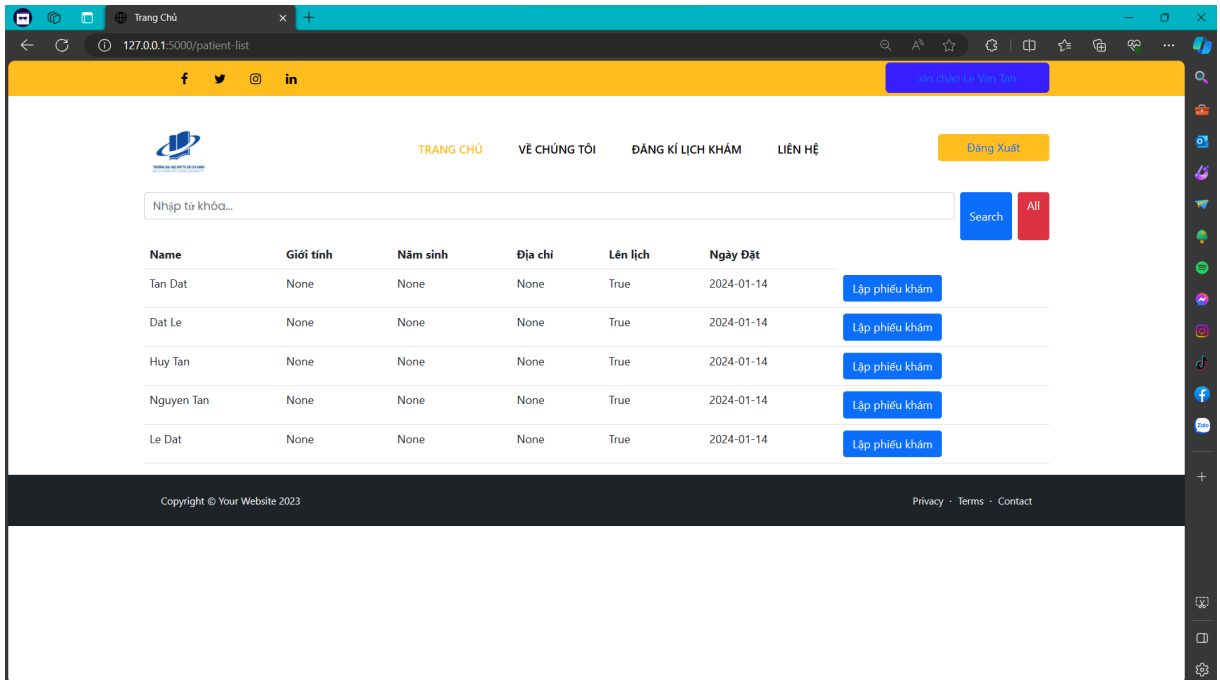 Trang Chủ
127.0.0.1:5000/patient-list
xin chào Le Van Tan
TRANG CHỦ VỀ CHÚNG TÔI ĐĂNG KÍ LỊCH KHÁM LIÊN HỆ Đăng Xuất
Nhập từ khóa... Search All
Name Giới tính Năm sinh Địa chỉ Lên lịch Ngày Đặt
Tan Dat None None None True 2024-01-14 Lập phiếu khám
Dat Le None None None True 2024-01-14 Lập phiếu khám
Huy Tan None None None True 2024-01-14 Lập phiếu khám
Nguyen Tan None None None True 2024-01-14 Lập phiếu khám
Le Dat None None None True 2024-01-14 Lập phiếu khám
Copyright © Your Website 2023 Privacy · Terms · Contact
Zalo